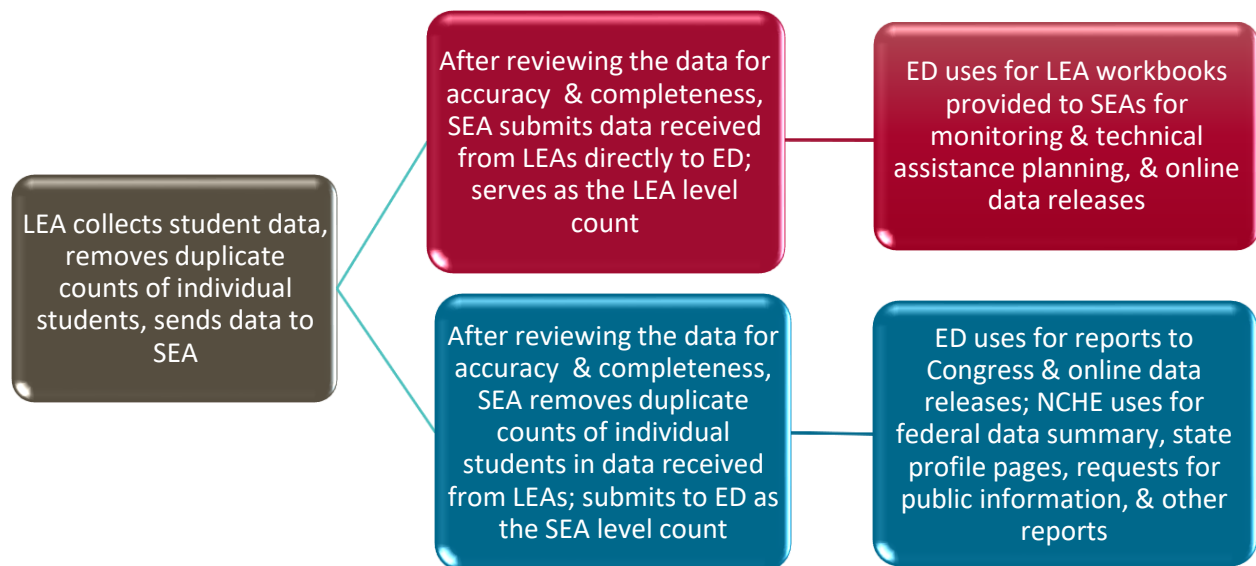 LEA collects student data,
removes duplicate
counts of individual
students, sends data to
SEA
After reviewing the data for
accuracy & completeness,
SEA submits data received
from LEAs directly to ED;
serves as the LEA level
count
ED uses for LEA workbooks
provided to SEAs for
monitoring & technical
assistance planning, & online
data releases
After reviewing the data for
accuracy & completeness,
SEA removes duplicate
counts of individual
students in data received
from LEAs; submits to ED as
the SEA level count
ED uses for reports to
Congress & online data
releases; NCHE uses for
federal data summary, state
profile pages, requests for
public information, & other
reports